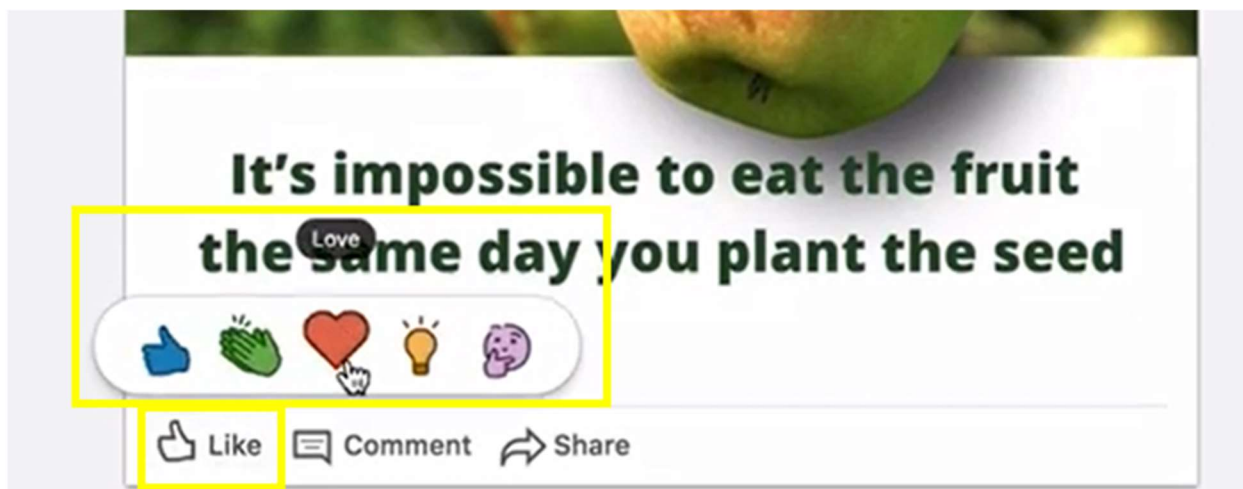 It's impossible to eat the fruit
the same day you plant the seed
Love
Like Comment Share